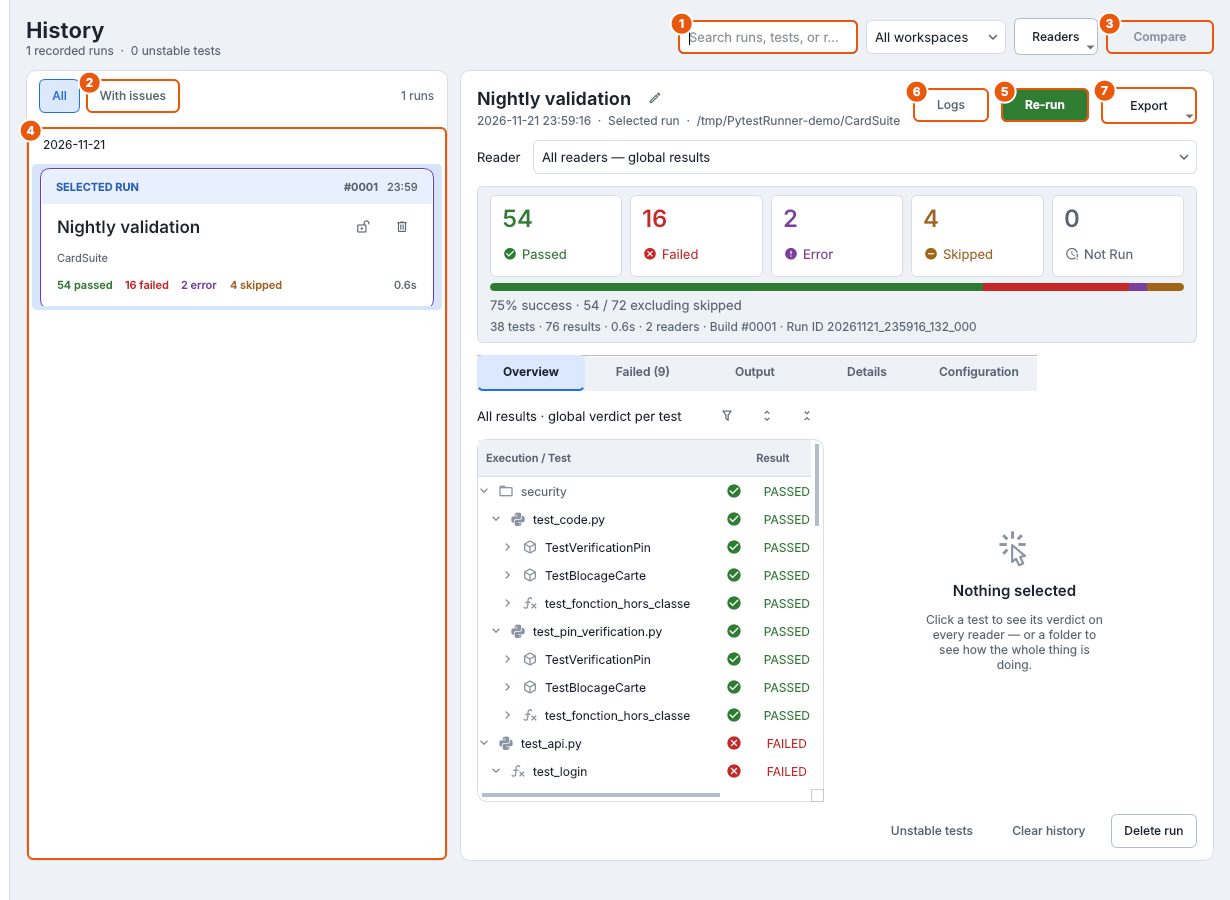 History
1 recorded runs · 0 unstable tests
1
Search runs, tests, or r...
All workspaces
Readers
3
Compare
All
2
With issues
1 runs
4
2026-11-21
SELECTED RUN
#0001 23:59
Nightly validation
CardSuite
54 passed 16 failed 2 error 4 skipped
0.6s
Nightly validation
2026-11-21 23:59:16 · Selected run · /tmp/PytestRunner-demo/CardSuite
6
Logs
5
Re-run
7
Export
Reader
All readers — global results
54
Passed
16
Failed
2
Error
4
Skipped
0
Not Run
75% success · 54 / 72 excluding skipped
38 tests · 76 results · 0.6s · 2 readers · Build #0001 · Run ID 20261121_235916_132_000
Overview
Failed (9)
Output
Details
Configuration
All results · global verdict per test
Execution / Test Result
security PASSED
test_code.py PASSED
TestVerificationPin PASSED
TestBlocageCarte PASSED
fx test_fonction_hors_classe PASSED
test_pin_verification.py PASSED
TestVerificationPin PASSED
TestBlocageCarte PASSED
fx test_fonction_hors_classe PASSED
test_api.py FAILED
fx test_login FAILED
Nothing selected
Click a test to see its verdict on
every reader — or a folder to
see how the whole thing is
doing.
Unstable tests
Clear history
Delete run